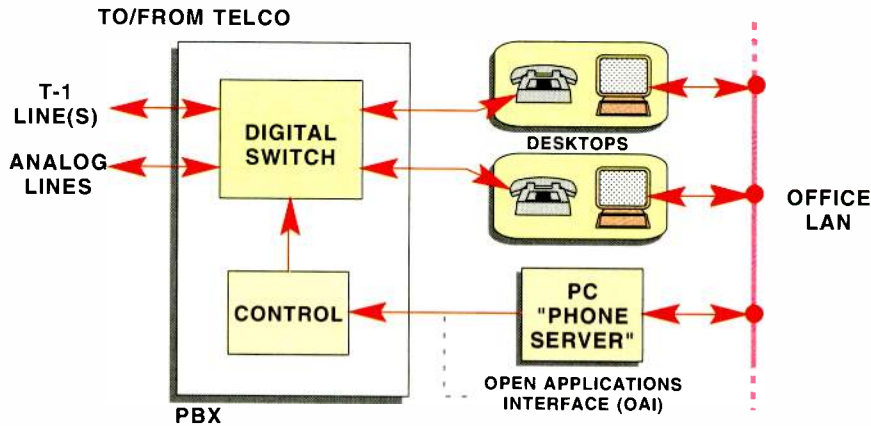 TO/FROM TELCO
T-1
LINE(S)
ANALOG
LINES
DIGITAL
SWITCH
CONTROL
PBX
DESKTOPS
PC
"PHONE
SERVER"
OPEN APPLICATIONS
INTERFACE (OAI)
OFFICE
LAN